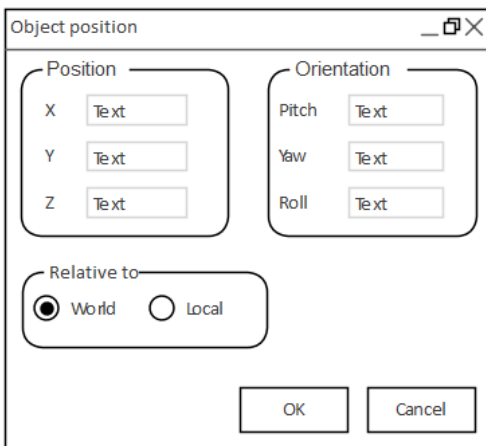 Object position
Position Orientation
X Text Pitch Text
Y Text Yaw Text
Z Text Roll Text
Relative to
World Local
OK Cancel